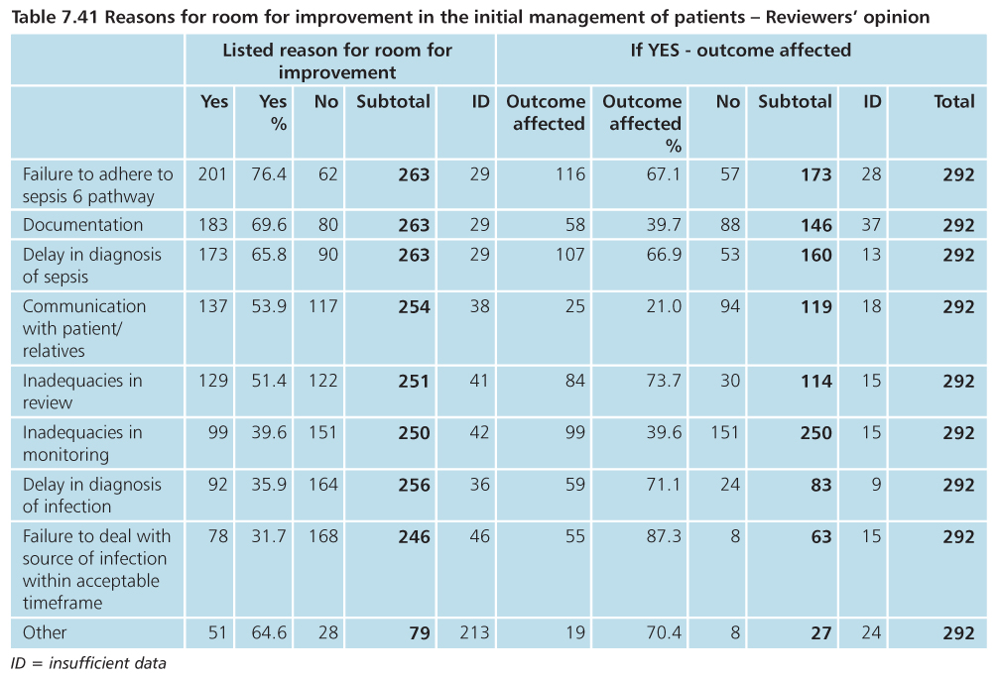 Table 7.41 Reasons for room for improvement in the initial management of patients – Reviewers’ opinion
Listed reason for room for improvement If YES - outcome affected
Yes Yes % No Subtotal ID Outcome affected Outcome affected % No Subtotal ID Total
Failure to adhere to sepsis 6 pathway 201 76.4 62 263 29 116 67.1 57 173 28 292
Documentation 183 69.6 80 263 29 58 39.7 88 146 37 292
Delay in diagnosis of sepsis 173 65.8 90 263 29 107 66.9 53 160 13 292
Communication with patient/ relatives 137 53.9 117 254 38 25 21.0 94 119 18 292
Inadequacies in review 129 51.4 122 251 41 84 73.7 30 114 15 292
Inadequacies in monitoring 99 39.6 151 250 42 99 39.6 151 250 15 292
Delay in diagnosis of infection 92 35.9 164 256 36 59 71.1 24 83 9 292
Failure to deal with source of infection within acceptable timeframe 78 31.7 168 246 46 55 87.3 8 63 15 292
Other 51 64.6 28 79 213 19 70.4 8 27 24 292
ID = insufficient data